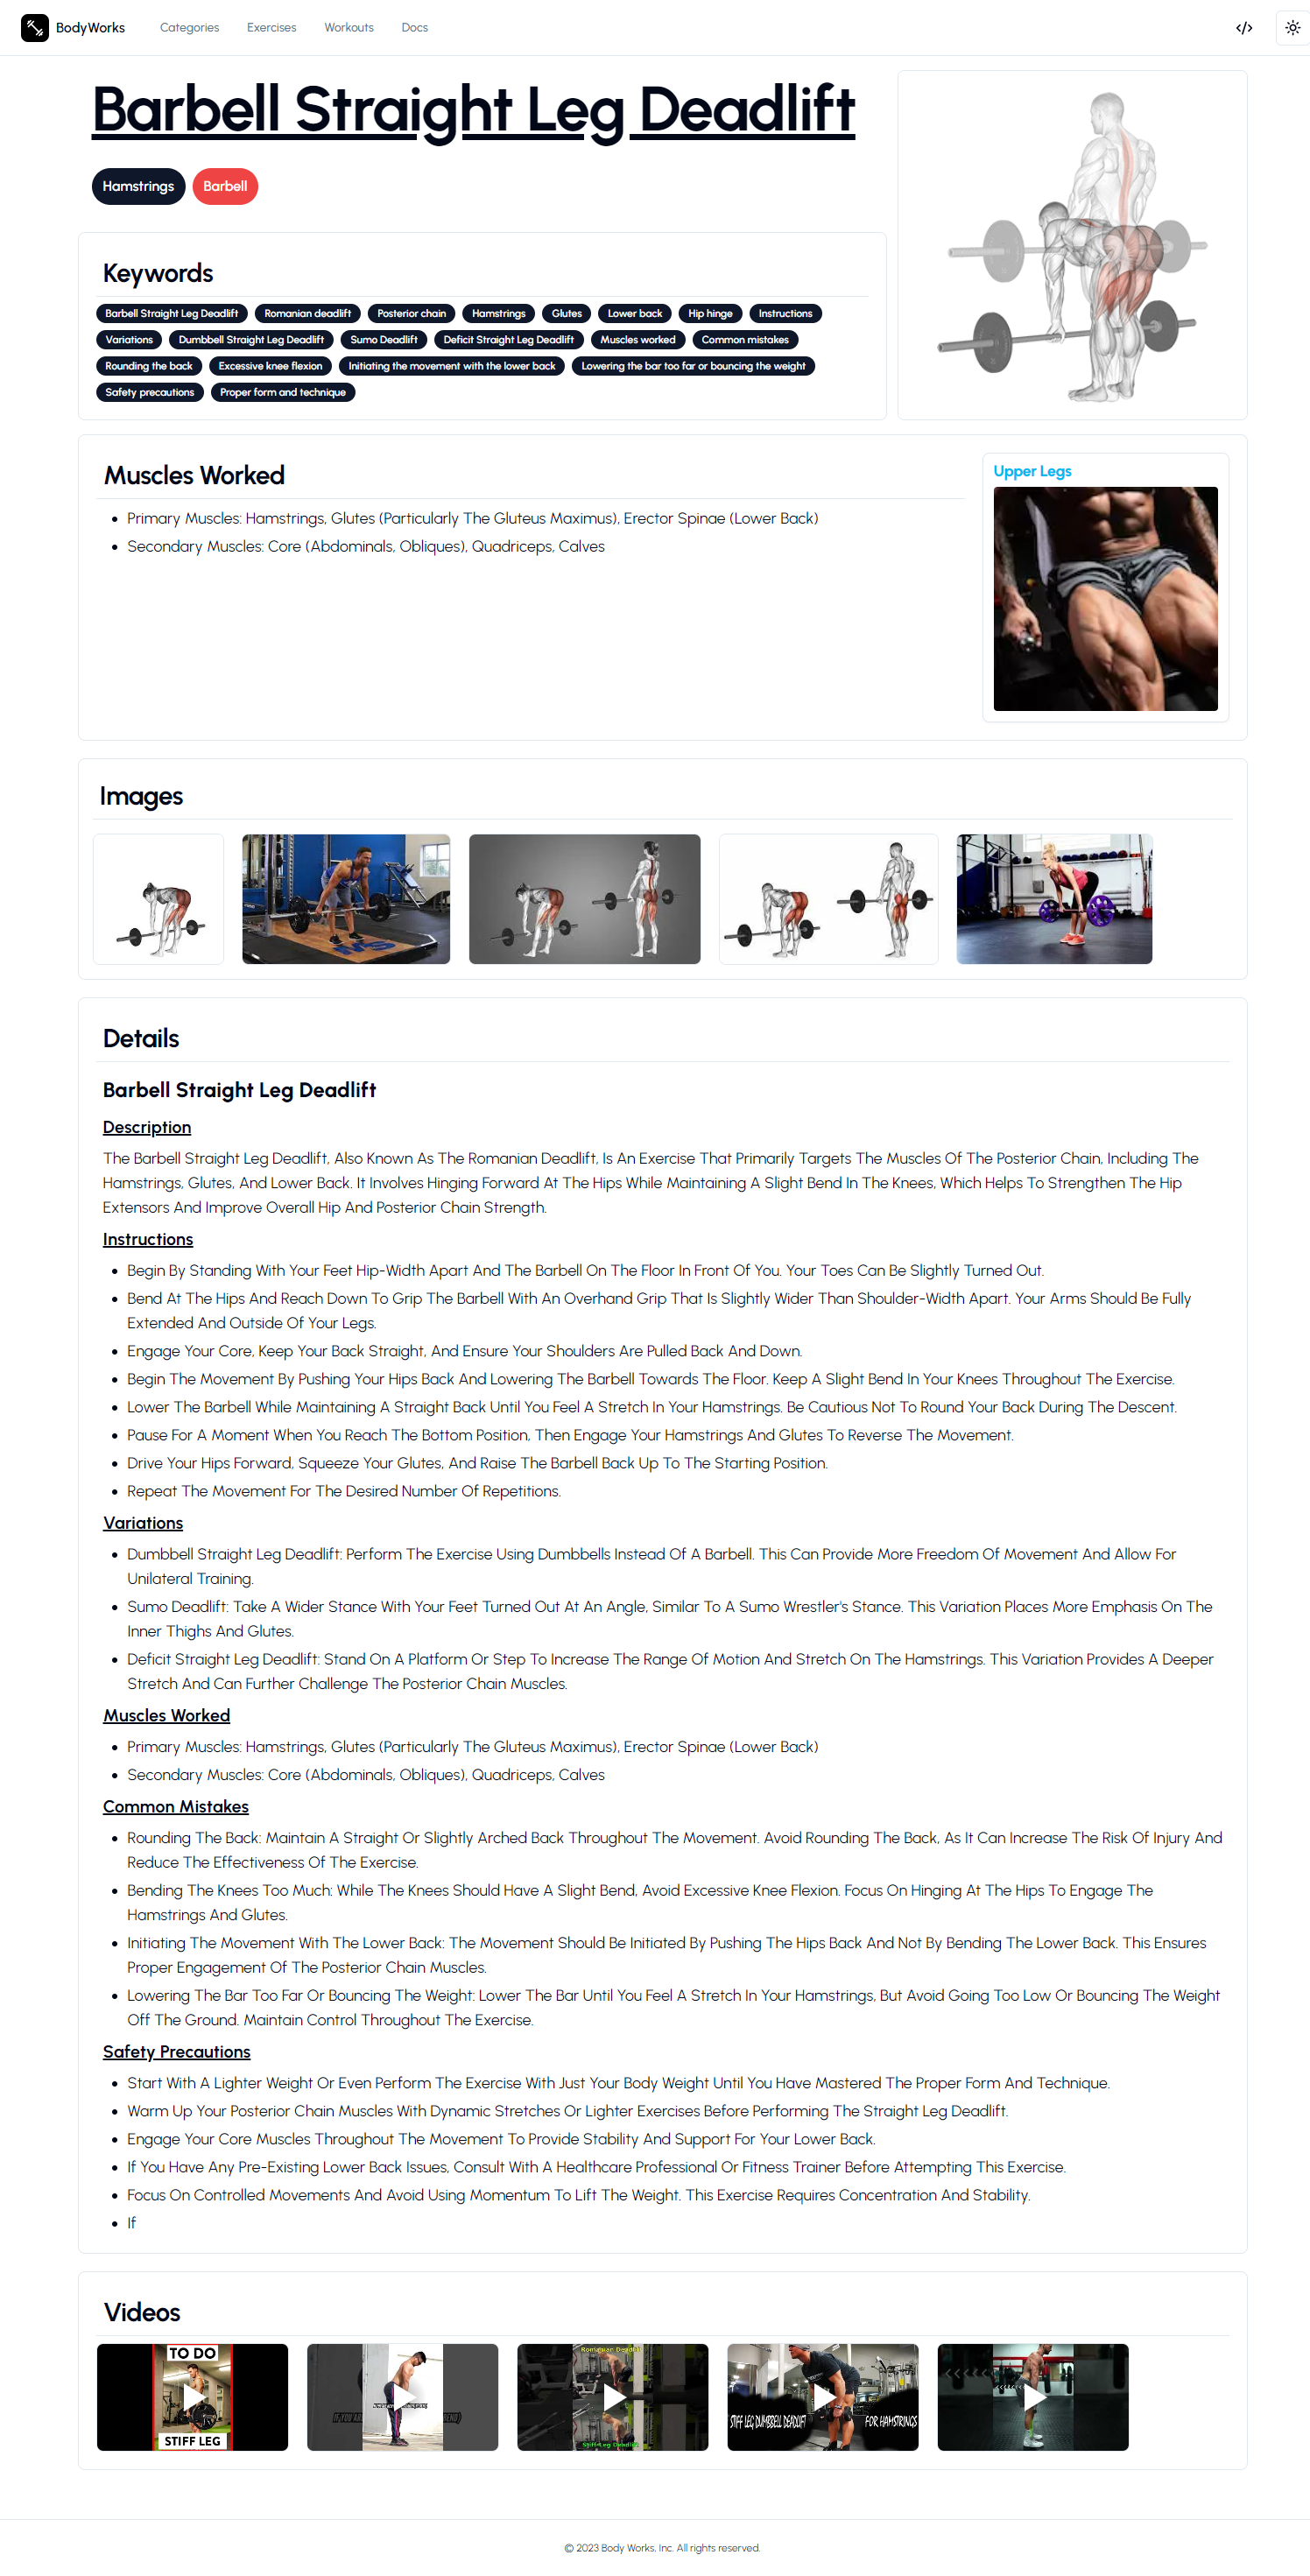 BodyWorks Categories Exercises Workouts Docs
Barbell Straight Leg Deadlift
Hamstrings Barbell
Keywords
Barbell Straight Leg Deadlift Romanian deadlift Posterior chain Hamstrings Glutes Lower back Hip hinge Instructions
Variations Dumbbell Straight Leg Deadlift Sumo Deadlift Deficit Straight Leg Deadlift Muscles worked Common mistakes
Rounding the back Excessive knee flexion Initiating the movement with the lower back Lowering the bar too far or bouncing the weight
Safety precautions Proper form and technique
Muscles Worked
Primary Muscles: Hamstrings, Glutes (Particularly The Gluteus Maximus), Erector Spinae (Lower Back)
Secondary Muscles: Core (Abdominals, Obliques), Quadriceps, Calves
Upper Legs
Images
Details
Barbell Straight Leg Deadlift
Description
The Barbell Straight Leg Deadlift, Also Known As The Romanian Deadlift, Is An Exercise That Primarily Targets The Muscles Of The Posterior Chain, Including The
Hamstrings, Glutes, And Lower Back. It Involves Hinging Forward At The Hips While Maintaining A Slight Bend In The Knees, Which Helps To Strengthen The Hip
Extensors And Improve Overall Hip And Posterior Chain Strength.
Instructions
Begin By Standing With Your Feet Hip-Width Apart And The Barbell On The Floor In Front Of You. Your Toes Can Be Slightly Turned Out.
Bend At The Hips And Reach Down To Grip The Barbell With An Overhand Grip That Is Slightly Wider Than Shoulder-Width Apart. Your Arms Should Be Fully
Extended And Outside Of Your Legs.
Engage Your Core, Keep Your Back Straight, And Ensure Your Shoulders Are Pulled Back And Down.
Begin The Movement By Pushing Your Hips Back And Lowering The Barbell Towards The Floor. Keep A Slight Bend In Your Knees Throughout The Exercise.
Lower The Barbell While Maintaining A Straight Back Until You Feel A Stretch In Your Hamstrings. Be Cautious Not To Round Your Back During The Descent.
Pause For A Moment When You Reach The Bottom Position, Then Engage Your Hamstrings And Glutes To Reverse The Movement.
Drive Your Hips Forward, Squeeze Your Glutes, And Raise The Barbell Back Up To The Starting Position.
Repeat The Movement For The Desired Number Of Repetitions.
Variations
Dumbbell Straight Leg Deadlift: Perform The Exercise Using Dumbbells Instead Of A Barbell. This Can Provide More Freedom Of Movement And Allow For
Unilateral Training.
Sumo Deadlift: Take A Wider Stance With Your Feet Turned Out At An Angle, Similar To A Sumo Wrestler's Stance. This Variation Places More Emphasis On The
Inner Thighs And Glutes.
Deficit Straight Leg Deadlift: Stand On A Platform Or Step To Increase The Range Of Motion And Stretch On The Hamstrings. This Variation Provides A Deeper
Stretch And Can Further Challenge The Posterior Chain Muscles.
Muscles Worked
Primary Muscles: Hamstrings, Glutes (Particularly The Gluteus Maximus), Erector Spinae (Lower Back)
Secondary Muscles: Core (Abdominals, Obliques), Quadriceps, Calves
Common Mistakes
Rounding The Back: Maintain A Straight Or Slightly Arched Back Throughout The Movement. Avoid Rounding The Back, As It Can Increase The Risk Of Injury And
Reduce The Effectiveness Of The Exercise.
Bending The Knees Too Much: While The Knees Should Have A Slight Bend, Avoid Excessive Knee Flexion. Focus On Hinging At The Hips To Engage The
Hamstrings And Glutes.
Initiating The Movement With The Lower Back: The Movement Should Be Initiated By Pushing The Hips Back And Not By Bending The Lower Back. This Ensures
Proper Engagement Of The Posterior Chain Muscles.
Lowering The Bar Too Far Or Bouncing The Weight: Lower The Bar Until You Feel A Stretch In Your Hamstrings, But Avoid Going Too Low Or Bouncing The Weight
Off The Ground. Maintain Control Throughout The Exercise.
Safety Precautions
Start With A Lighter Weight Or Even Perform The Exercise With Just Your Body Weight Until You Have Mastered The Proper Form And Technique.
Warm Up Your Posterior Chain Muscles With Dynamic Stretches Or Lighter Exercises Before Performing The Straight Leg Deadlift.
Engage Your Core Muscles Throughout The Movement To Provide Stability And Support For Your Lower Back.
If You Have Any Pre-Existing Lower Back Issues, Consult With A Healthcare Professional Or Fitness Trainer Before Attempting This Exercise.
Focus On Controlled Movements And Avoid Using Momentum To Lift The Weight. This Exercise Requires Concentration And Stability.
If
Videos
TO DO
STIFF LEG
Romanian Deadlift
Stiff Leg Deadlift
STIFF LEG DUMBBELL DEADLIFT FOR HAMSTRINGS
© 2023 Body Works, Inc. All rights reserved.